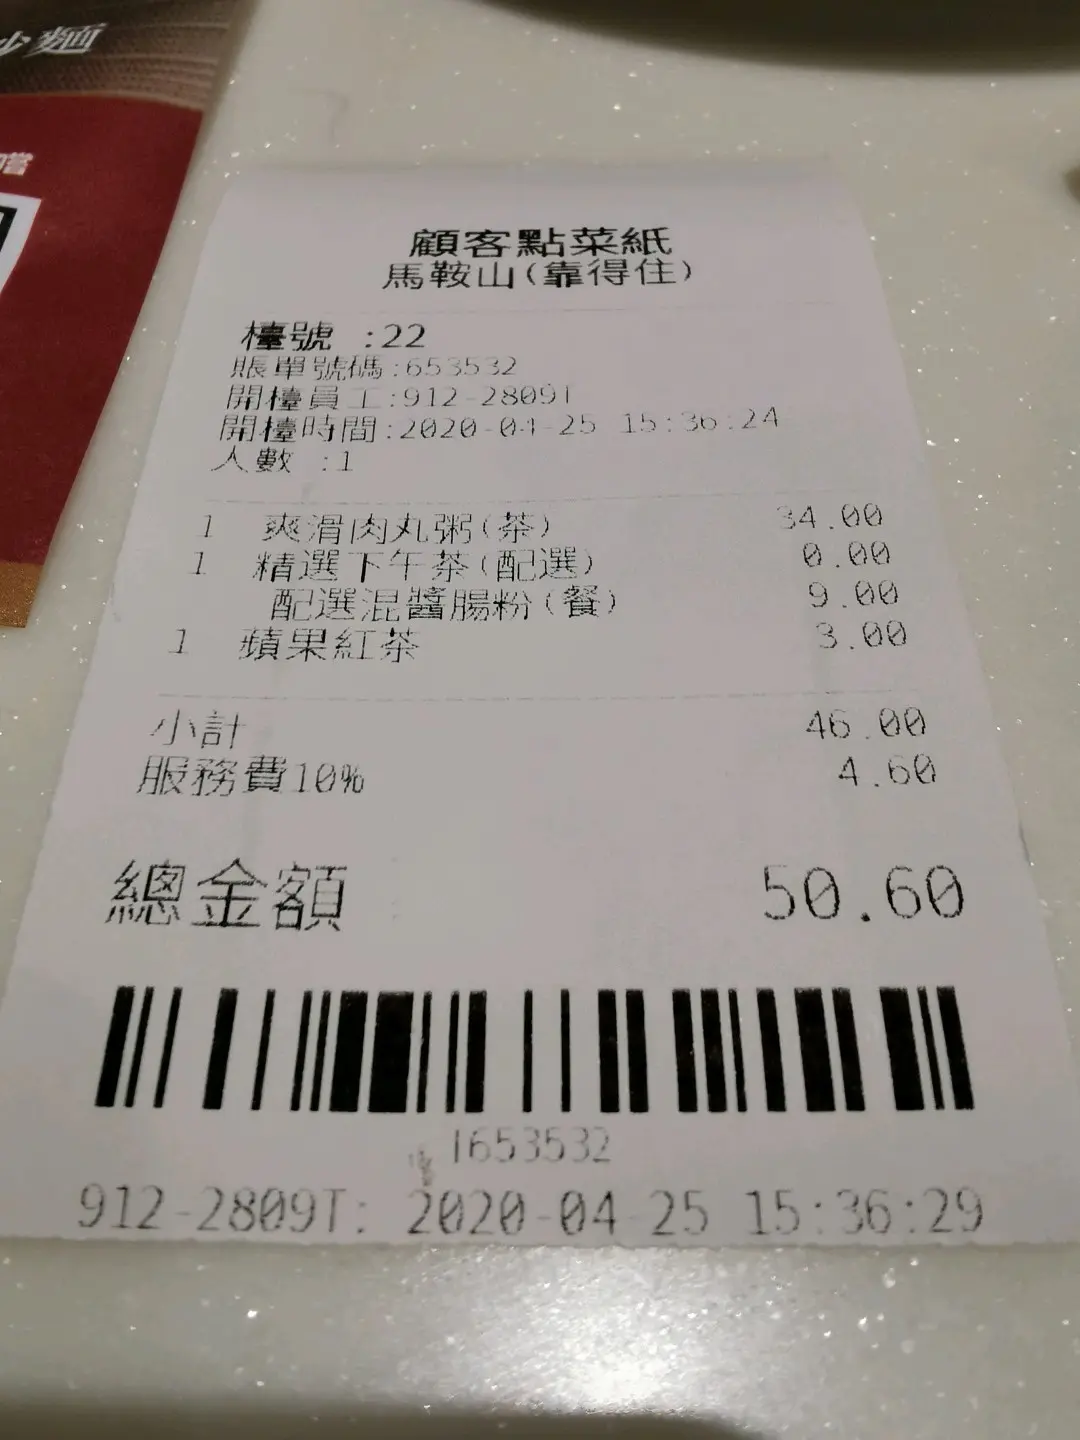 炒麵
嚐
顧客點菜紙
馬鞍山(靠得住)
檯號 :22
賬單號碼:653532
開檯員工:912-2809T
開檯時間:2020-04-25 15:36:24
人數 :1
1 爽滑肉丸粥(茶) 34.00
1 精選下午茶(配選) 0.00
配選混醬腸粉(餐) 9.00
1 蘋果紅茶 3.00
小計 46.00
服務費10% 4.60
總金額 50.60
1653532
912-2809T: 2020-04-25 15:36:29